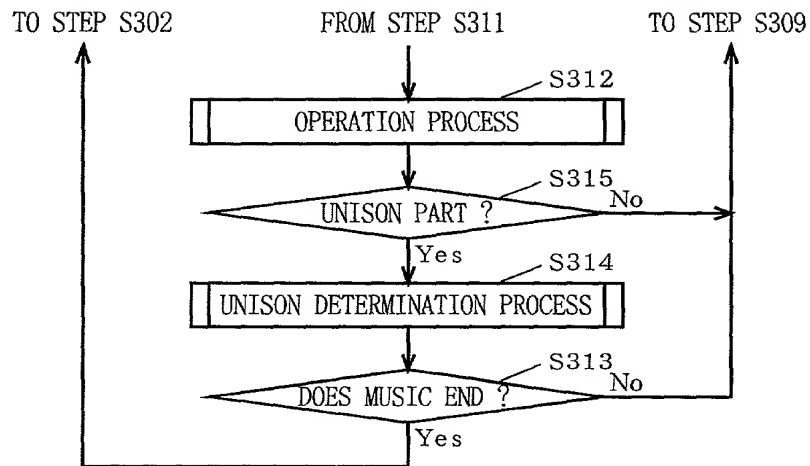 TO STEP S302
FROM STEP S311
TO STEP S309
S312
OPERATION PROCESS
S315
UNISON PART ?
No
Yes
S314
UNISON DETERMINATION PROCESS
S313
DOES MUSIC END ?
No
Yes